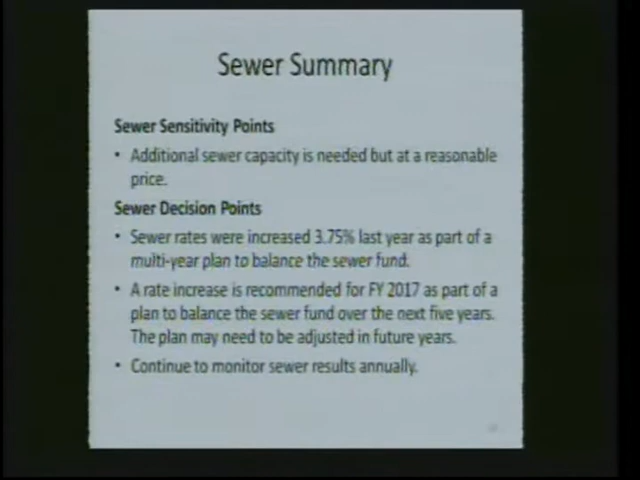 Sewer Summary
Sewer Sensitivity Points
• Additional sewer capacity is needed but at a reasonable
price.
Sewer Decision Points
• Sewer rates were increased 3.75% last year as part of a
multi-year plan to balance the sewer fund.
• A rate increase is recommended for FY 2017 as part of a
plan to balance the sewer fund over the next five years.
The plan may need to be adjusted in future years.
• Continue to monitor sewer results annually.